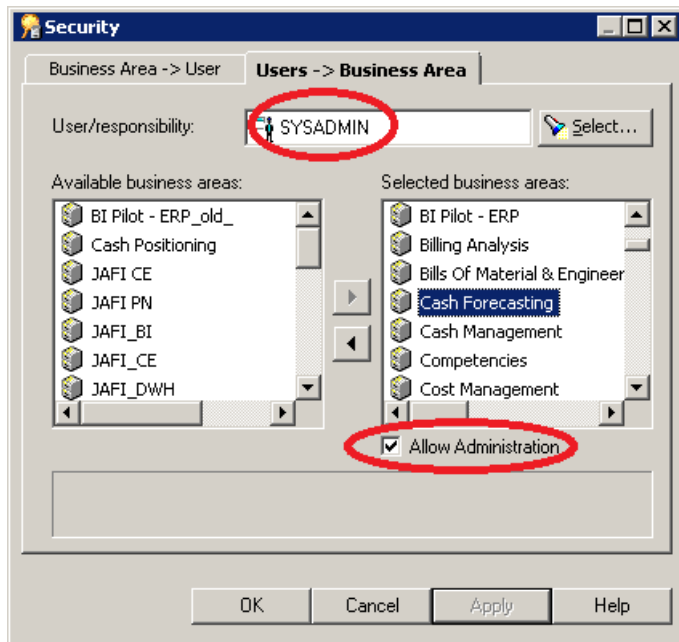 Security
Business Area -> User
Users -> Business Area
User/responsibility:
SYSADMIN
Select...
Available business areas:
Selected business areas:
BI Pilot - ERP_old_
Cash Positioning
JAFI CE
JAFI PN
JAFI_BI
JAFI_CE
JAFI_DWH
BI Pilot - ERP
Billing Analysis
Bills Of Material & Engineer
Cash Forecasting
Cash Management
Competencies
Cost Management
Allow Administration
OK
Cancel
Apply
Help